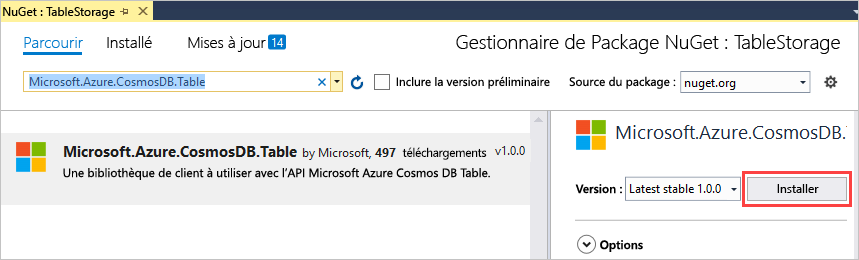 NuGet : TableStorage
Parcourir Installé Mises à jour 14
Gestionnaire de Package NuGet : TableStorage
Microsoft.Azure.CosmosDB.Table
Inclure la version préliminaire
Source du package : nuget.org
Microsoft.Azure.CosmosDB.Table by Microsoft, 497 téléchargements v1.0.0
Une bibliothèque de client à utiliser avec l'API Microsoft Azure Cosmos DB Table.
Microsoft.Azure.CosmosDB.
Version : Latest stable 1.0.0 Installer
Options